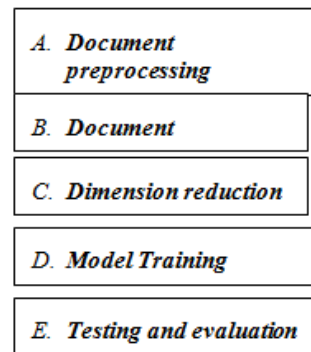 A. Document
preprocessing
B. Document
C. Dimension reduction
D. Model Training
E. Testing and evaluation